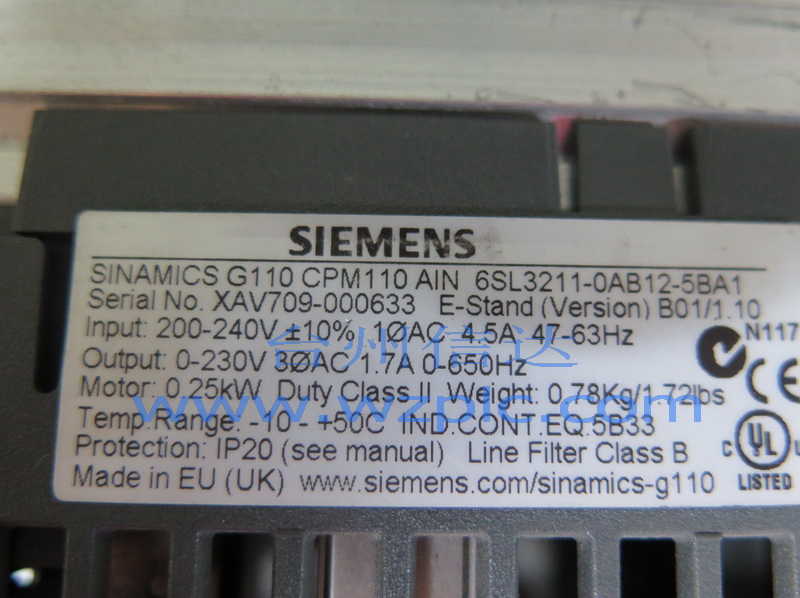 SIEMENS
SINAMICS G110 CPM110 AIN 6SL3211-0AB12-5BA1
Serial No. XAV709-000633 E-Stand (Version) B01/1.10
Input: 200-240V ±10% 1ØAC 4.5A 47-63Hz
N117
台州信达
Output: 0-230V 3ØAC 1.7A 0-650Hz
CE
Motor: 0.25kW Duty Class II Weight: 0.78Kg/1.72lbs
www.wzplc.com
Temp.Range: -10 - +50C IND.CONT.EQ.5B33
Protection: IP20 (see manual) Line Filter Class B
C UL
LISTED
Made in EU (UK) www.siemens.com/sinamics-g110